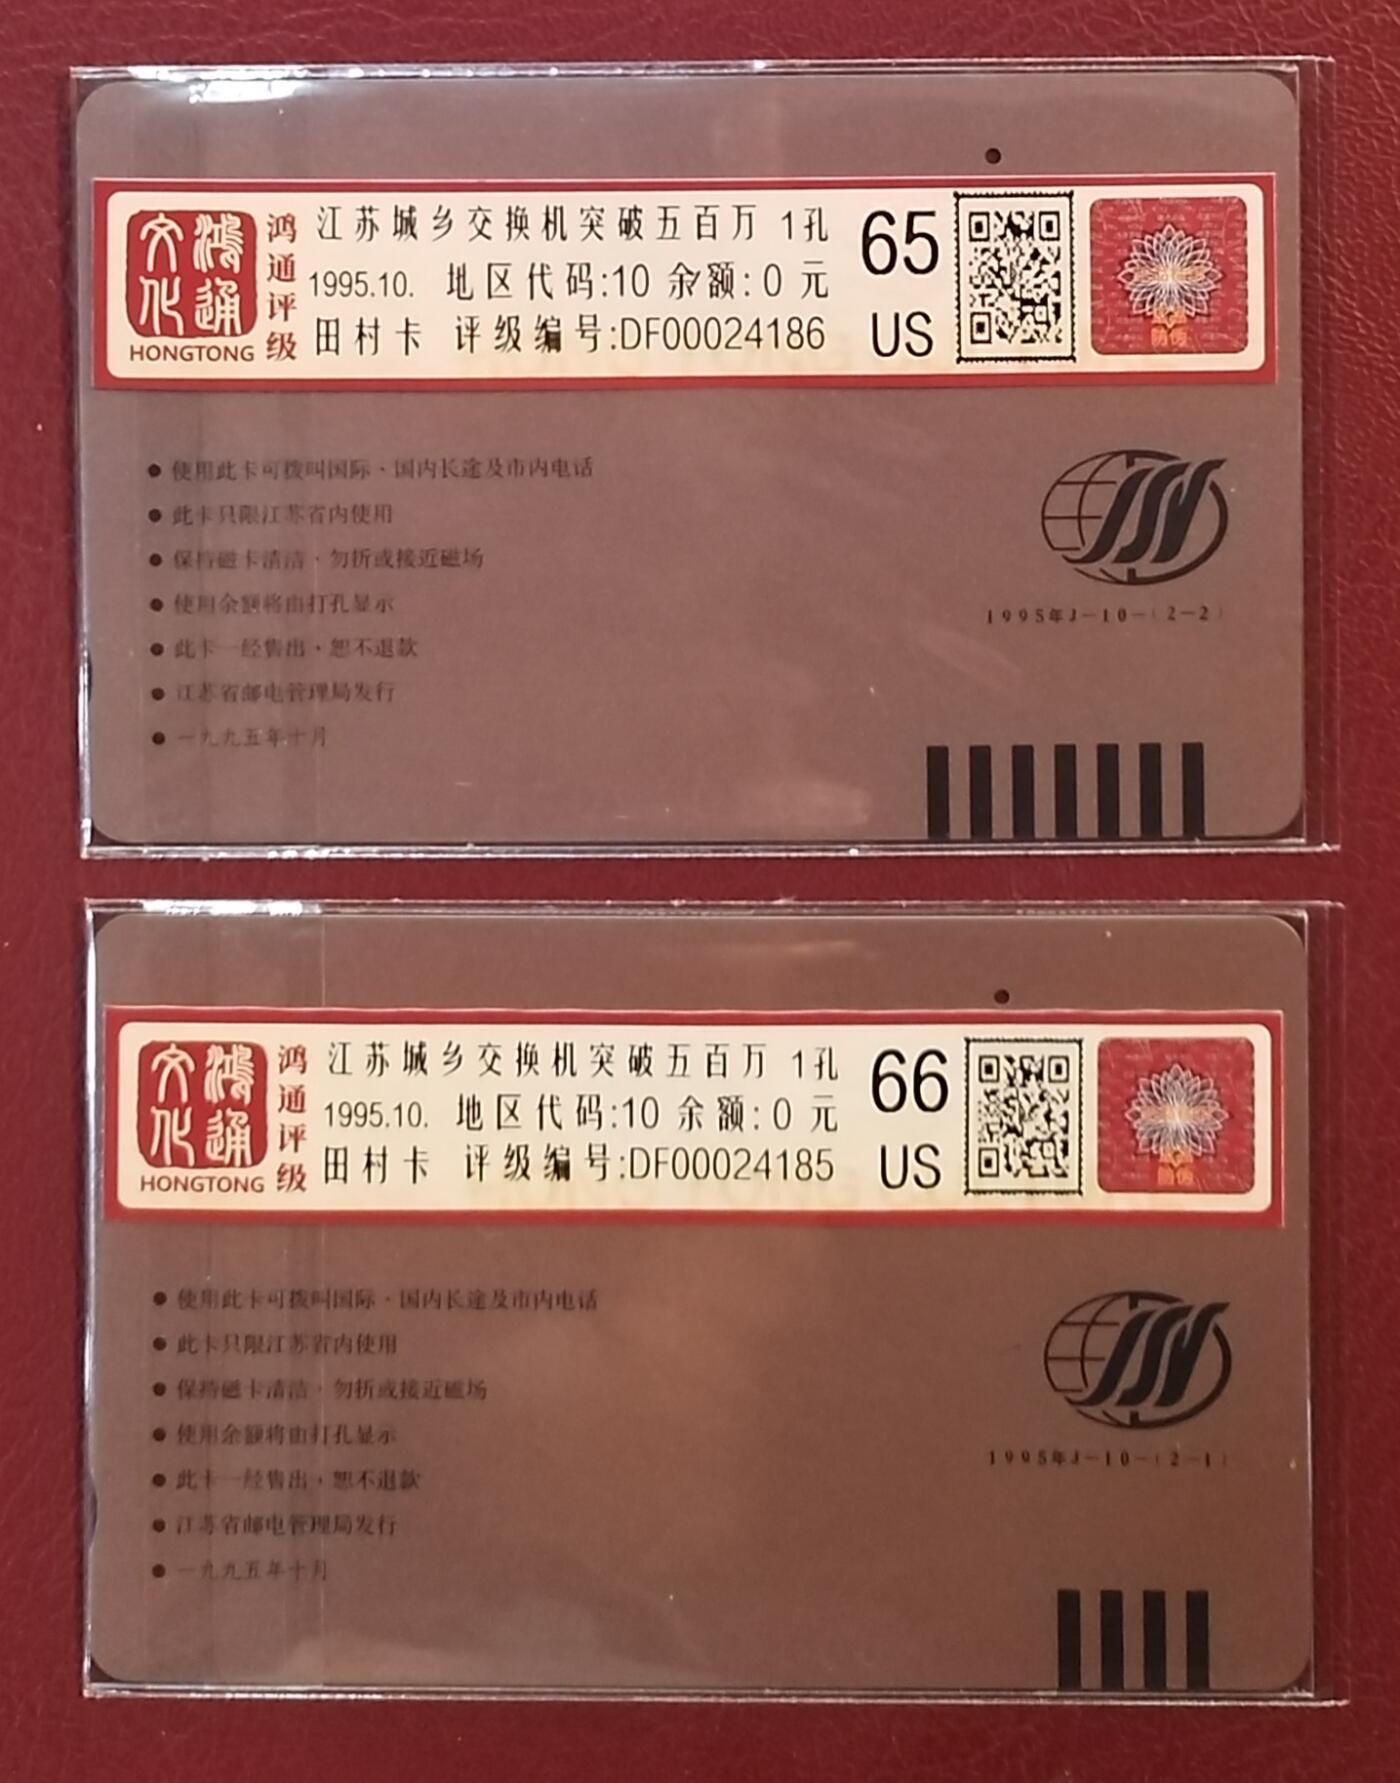 鸿通文化
HONGTONG
鸿通评级
江苏城乡交换机突破五百万 1孔
1995.10. 地区代码:10 余额:0 元
田村卡 评级编号:DF00024186
65
US
防伪
使用此卡可拨叫国际、国内长途及市内电话
此卡只限江苏省内使用
保持磁卡清洁·勿折或接近磁场
使用余额将由打孔显示
此卡一经售出·恕不退款
江苏省邮电管理局发行
一九九五年十月
1995年J-10-(2-2)
鸿通文化
HONGTONG
鸿通评级
江苏城乡交换机突破五百万 1孔
1995.10. 地区代码:10 余额:0 元
田村卡 评级编号:DF00024185
66
US
防伪
使用此卡可拨叫国际·国内长途及市内电话
此卡只限江苏省内使用
保持磁卡清洁·勿折或接近磁场
使用余额将由打孔显示
此卡一经售出·恕不退款
江苏省邮电管理局发行
一九九五年十月
1995年J-10-(2-1)